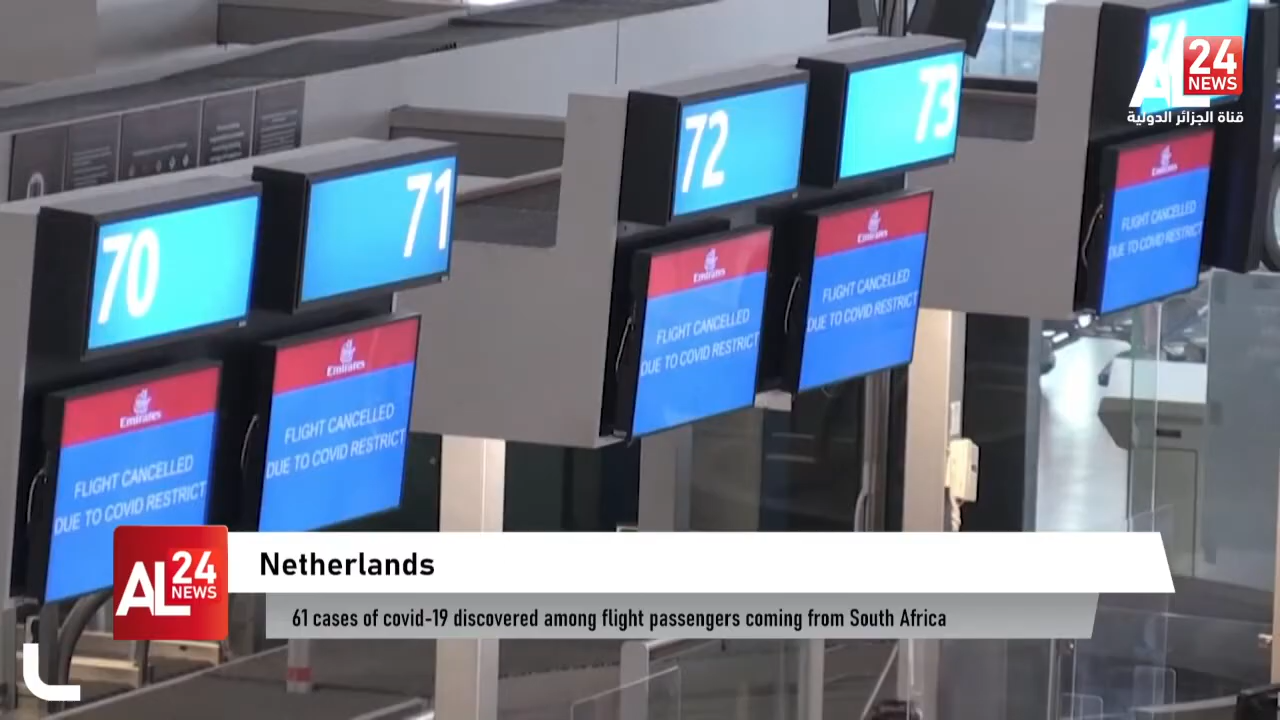 AL
24
NEWS
قناة الجزائر الدولية
73
72
71
70
Emirates
FLIGHT CANCELLED
DUE TO COVID RESTRICT
Emirates
FLIGHT CANCELLED
DUE TO COVID RESTRICT
Emirates
FLIGHT CANCELLED
DUE TO COVID RESTRICT
Emirates
FLIGHT CANCELLED
DUE TO COVID RESTRICT
Emirates
FLIGHT CANCELLED
DUE TO COVID RESTRICT
AL
24
NEWS
Netherlands
61 cases of covid-19 discovered among flight passengers coming from South Africa